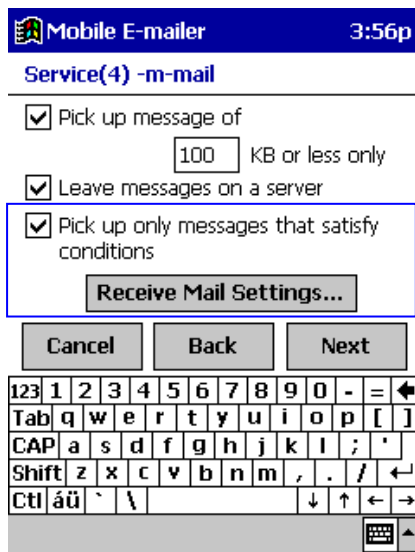 Mobile E-mailer 3:56p
Service(4) -m-mail
Pick up message of
100 KB or less only
Leave messages on a server
Pick up only messages that satisfy
conditions
Receive Mail Settings...
Cancel Back Next
123 1 2 3 4 5 6 7 8 9 0 - = 🡄
Tab q w e r t y u i o p [ ]
CAP a s d f g h j k l ; '
Shift z x c v b n m , . / ↵
Ctl áü ` \ ↓ ↑ ← →